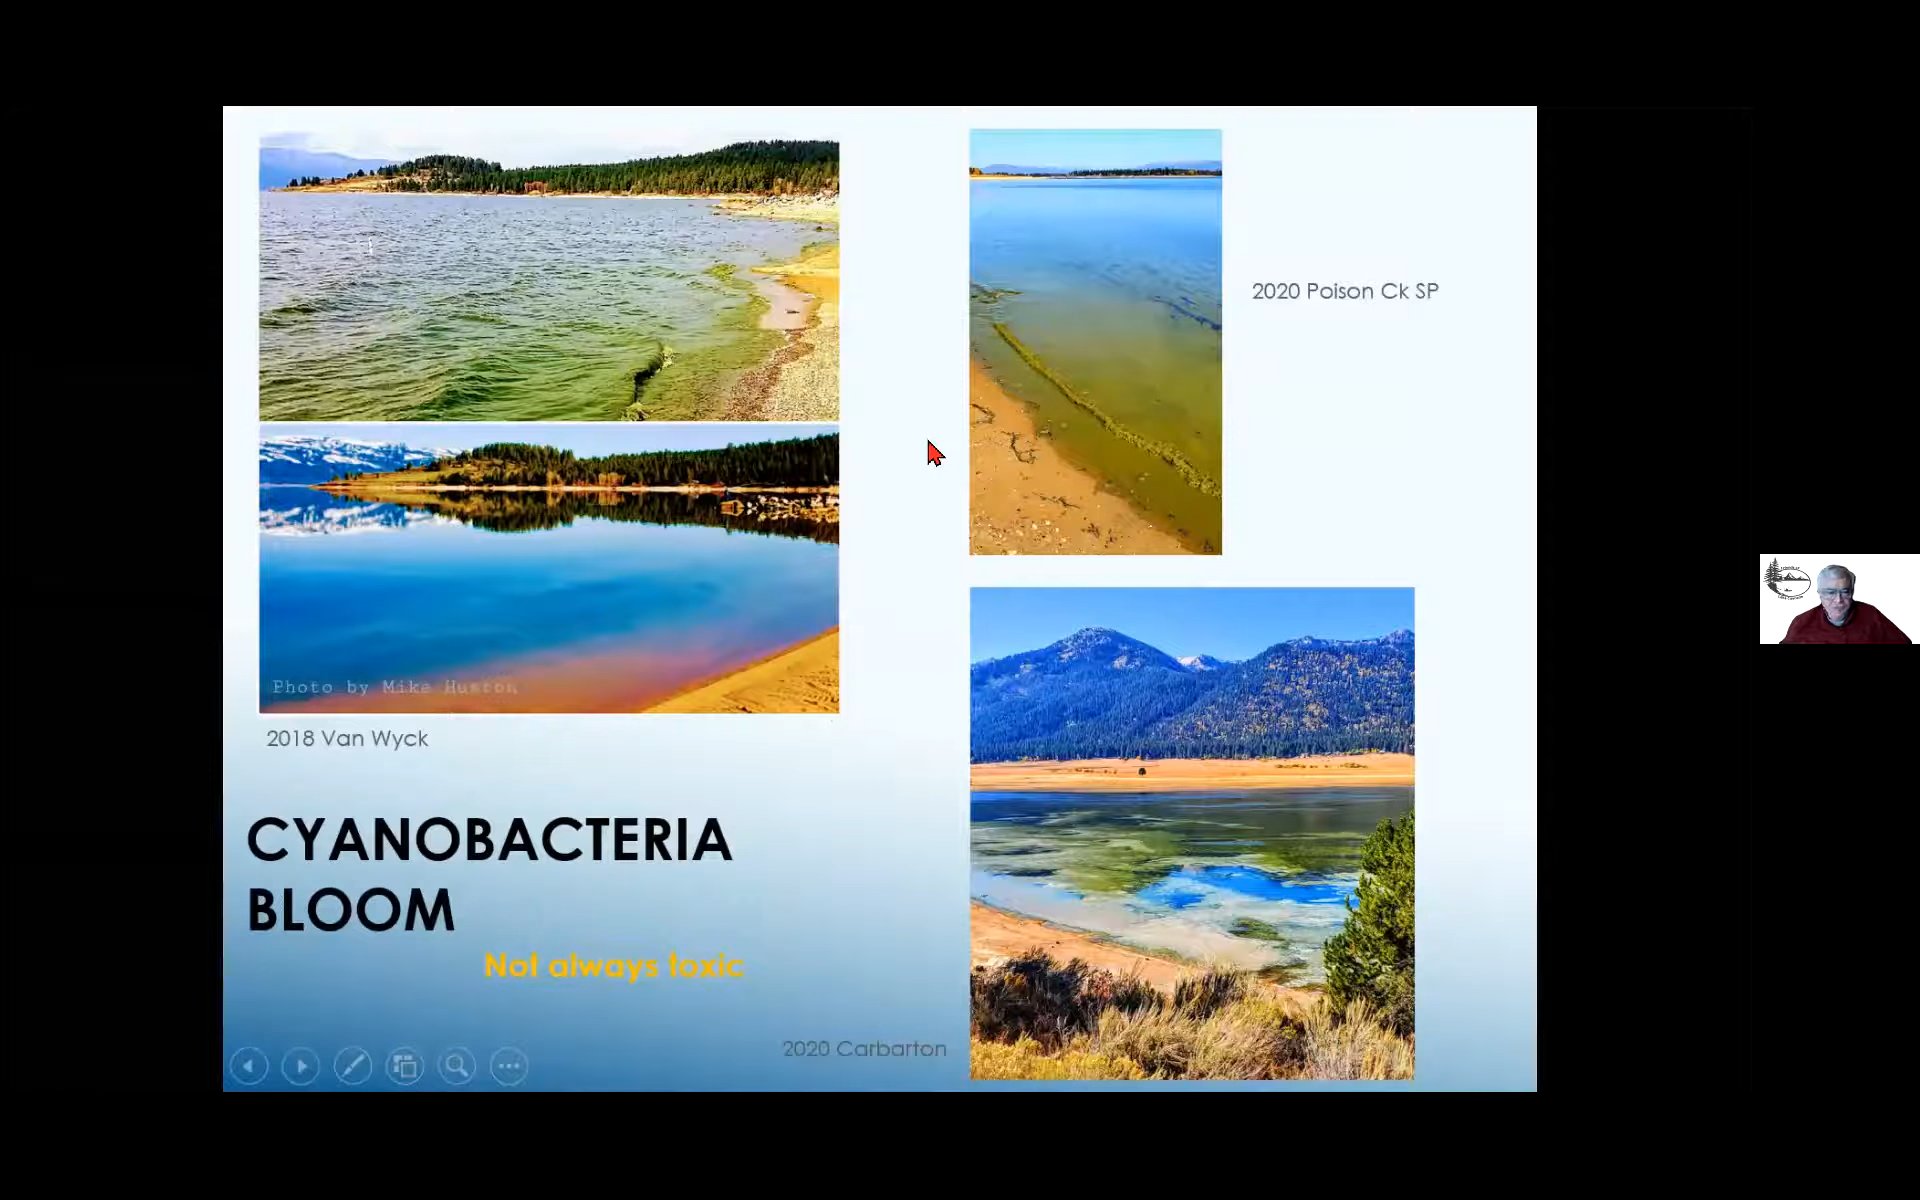 2020 Poison Ck SP
Photo by Mike Huston
2018 Van Wyck
CYANOBACTERIA
BLOOM
Not always toxic
2020 Carbarton